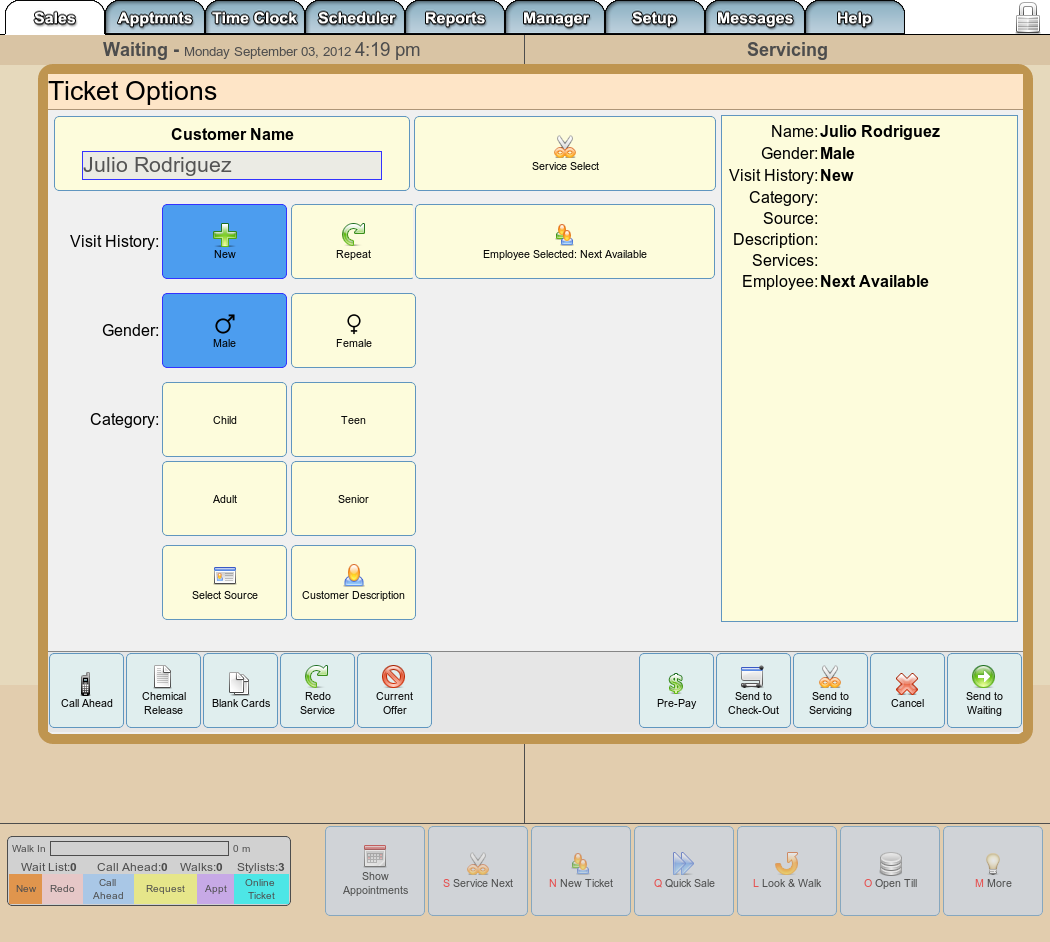 Sales Apptmnts Time Clock Scheduler Reports Manager Setup Messages Help
Waiting - Monday September 03, 2012 4:19 pm
Servicing
Ticket Options
Customer Name
Julio Rodriguez
Service Select
Visit History:
New
Repeat
Employee Selected: Next Available
Gender:
Male
Female
Category:
Child
Teen
Adult
Senior
Select Source
Customer Description
Name: Julio Rodriguez
Gender: Male
Visit History: New
Category:
Source:
Description:
Services:
Employee: Next Available
Call Ahead
Chemical
Release
Blank Cards
Redo
Service
Current
Offer
Pre-Pay
Send to
Check-Out
Send to
Servicing
Cancel
Send to
Waiting
Walk In 0 m
Wait List:0 Call Ahead:0 Walks:0 Stylists:3
New
Redo
Call
Ahead
Request
Appt
Online
Ticket
Show
Appointments
S Service Next
N New Ticket
Q Quick Sale
L Look & Walk
O Open Till
M More